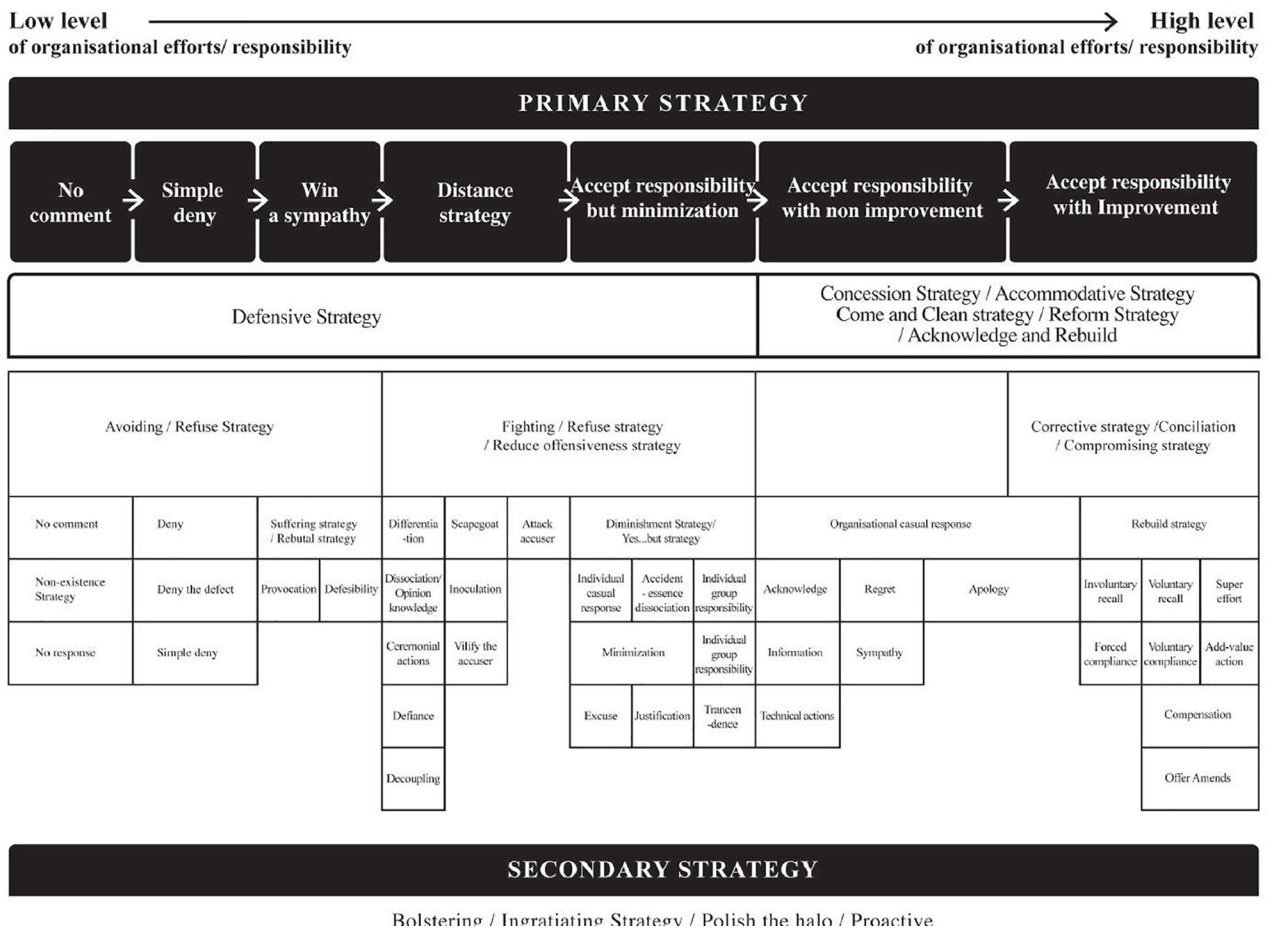 Low level
High level
of organisational efforts/ responsibility
of organisational efforts/ responsibility
PRIMARY STRATEGY
No
comment
Simple
deny
Win
a sympathy
Distance
strategy
Accept responsibility
but minimization
Accept responsibility
with non improvement
Accept responsibility
with Improvement
Defensive Strategy
Concession Strategy / Accommodative Strategy
Come and Clean strategy / Reform Strategy
/ Acknowledge and Rebuild
Avoiding / Refuse Strategy
Fighting / Refuse strategy
/ Reduce offensiveness strategy
Corrective strategy /Conciliation
/ Compromising strategy
No comment
Deny
Suffering strategy
/ Rebutal strategy
Differentia
-tion
Scapegoat
Attack
accuser
Diminishment Strategy/
Yes...but strategy
Organisational casual response
Rebuild strategy
Non-existence
Strategy
Deny the defect
Provocation
Defesibility
Dissociation/
Opinion
knowledge
Inoculation
Individual
casual
response
Accident
- essence
dissociation
Individual
group
responsibility
Acknowledge
Regret
Apology
Involuntary
recall
Voluntary
recall
Super
effort
No response
Simple deny
Ceremonial
actions
Vilify the
accuser
Minimization
Individual
group
responsibility
Information
Sympathy
Forced
compliance
Voluntary
compliance
Add-value
action
Defiance
Excuse
Justification
Trancen
-dence
Technical actions
Compensation
Decoupling
Offer Amends
SECONDARY STRATEGY
Bolstering / Ingratiating Strategy / Polish the halo / Proactive